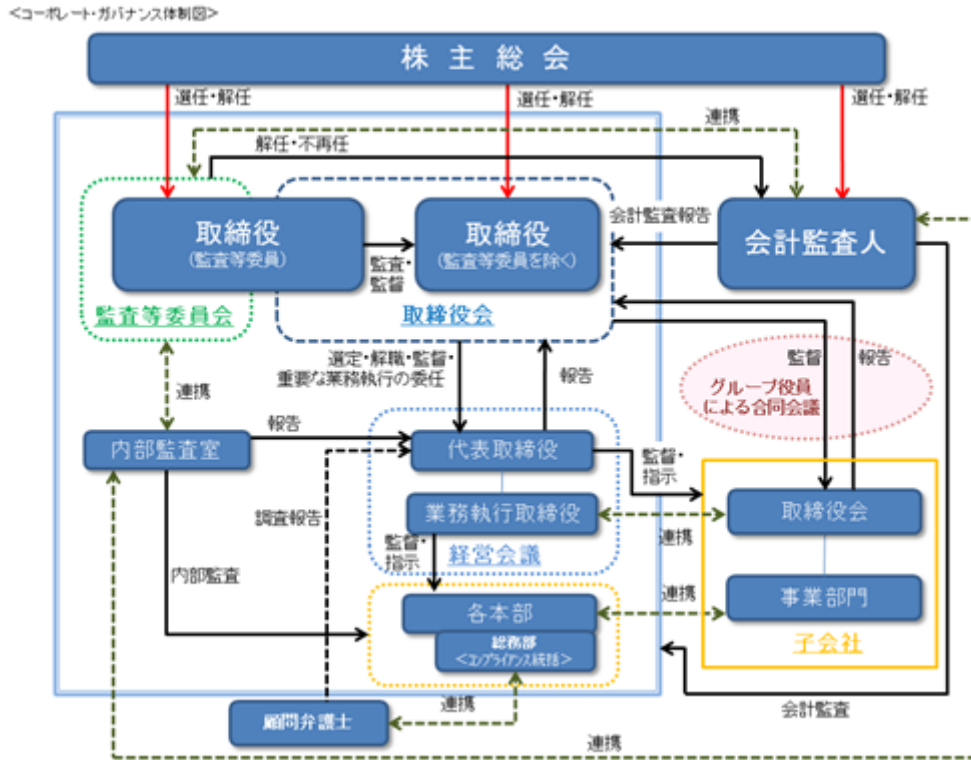 <コーポレート・ガバナンス体制図>
株主総会
選任・解任
選任・解任
選任・解任
連携
解任・不再任
取締役
(監査等委員)
取締役
(監査等委員を除く)
会計監査報告
会計監査人
監査・
監督
監査等委員会
取締役会
選定・解職・監督・
重要な業務執行の委任
報告
監督
報告
グループ役員
による合同会議
連携
内部監査室
報告
代表取締役
監督・
指示
調査報告
業務執行取締役
取締役会
監督・
指示
経営会議
連携
内部監査
各本部
連携
事業部門
総務部
<コンプライアンス統括>
子会社
顧問弁護士
連携
会計監査
連携